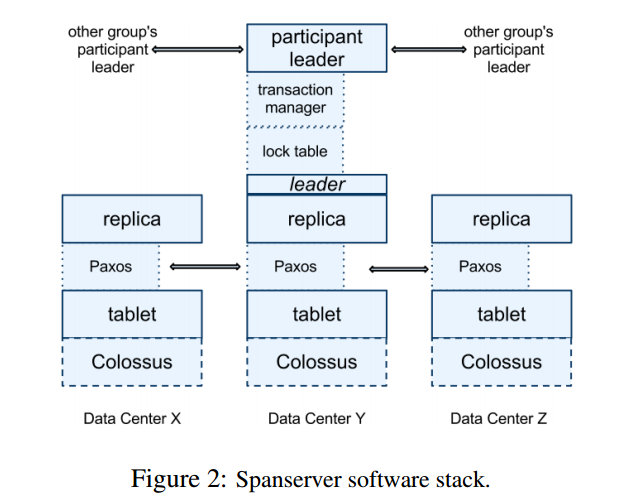 other group's
participant
leader
participant
leader
other group's
participant
leader
transaction
manager
lock table
leader
replica
replica
replica
Paxos
Paxos
Paxos
tablet
tablet
tablet
Colossus
Colossus
Colossus
Data Center X
Data Center Y
Data Center Z
Figure 2: Spanserver software stack.